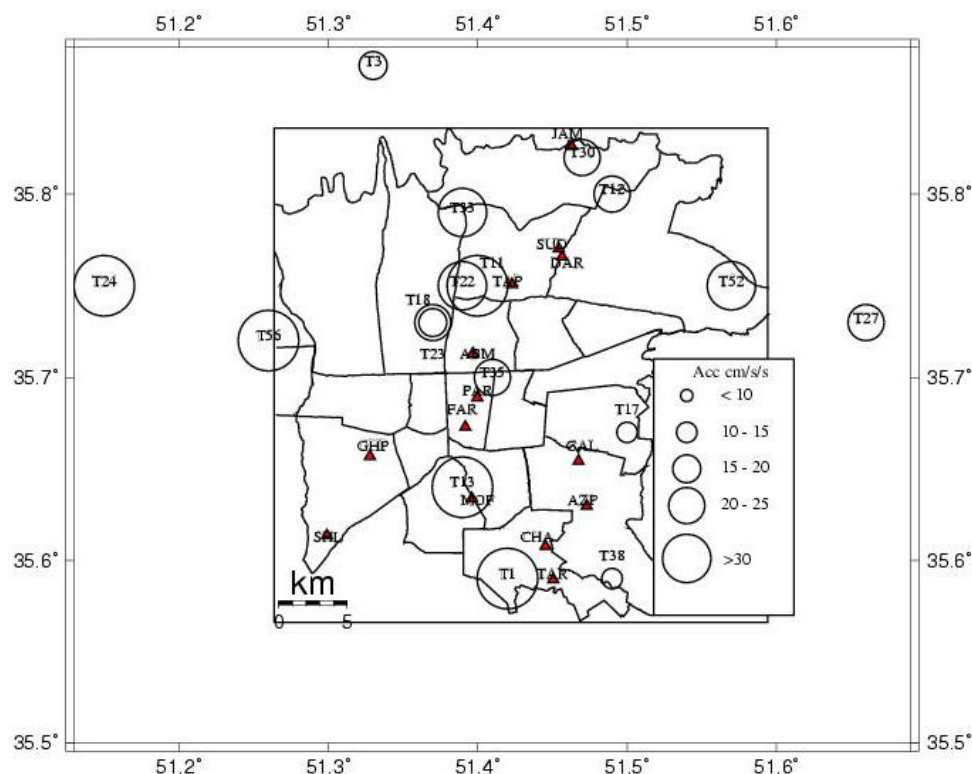 51.2˚ 51.3˚ 51.4˚ 51.5˚ 51.6˚
T3
JAM
T30
35.8˚ T12 35.8˚
T33
SUD
T11 DAR
T24 T22 TAP T52
T18
T56 T27
T23
35.7˚ T35 35.7˚
Acc cm/s/s
PAR < 10
FAR T17
10 - 15
GHP
15 - 20
T13
AZP 20 - 25
CHA
T38
>30
35.6˚ T1 TAR 35.6˚
km
0 5
35.5˚ 35.5˚
51.2˚ 51.3˚ 51.4˚ 51.5˚ 51.6˚